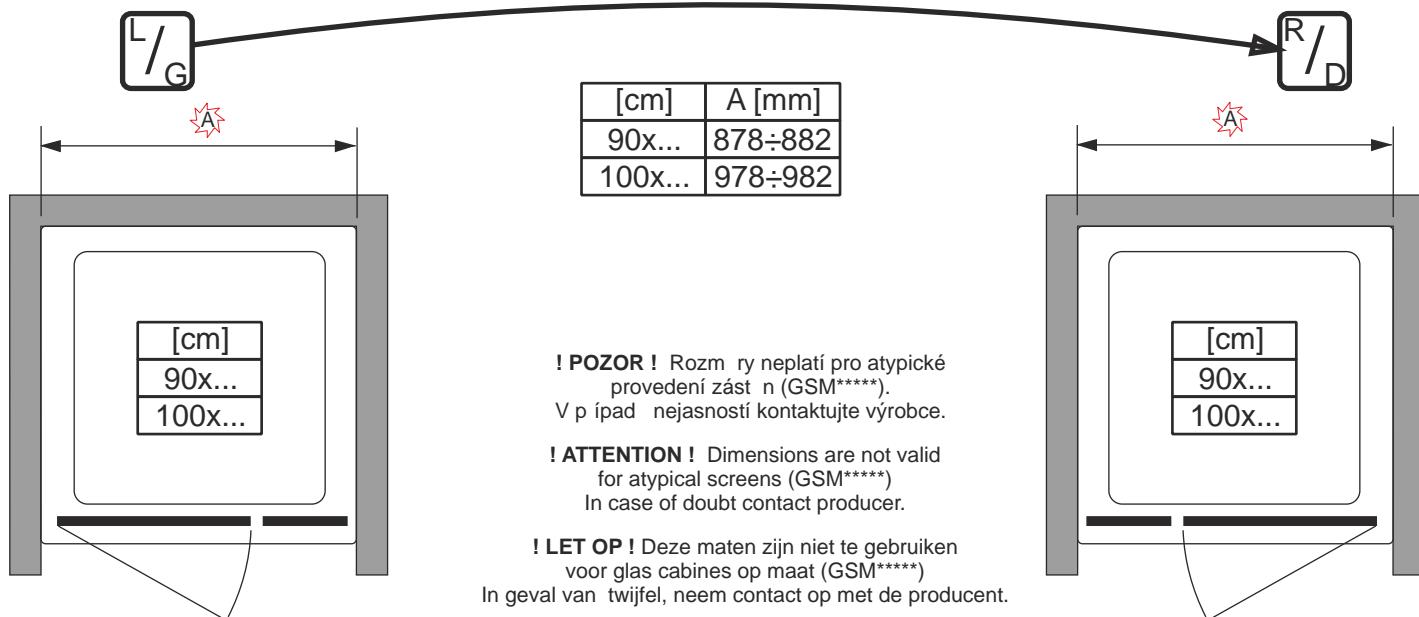 L/G
R/D
A
A
[cm] A [mm]
90x... 878÷882
100x... 978÷982
[cm]
90x...
100x...
[cm]
90x...
100x...
! POZOR ! Rozm ry neplatí pro atypické
provedení zást n (GSM*****).
V p ípad nejasností kontaktujte výrobce.
! ATTENTION ! Dimensions are not valid
for atypical screens (GSM*****)
In case of doubt contact producer.
! LET OP ! Deze maten zijn niet te gebruiken
voor glas cabines op maat (GSM*****)
In geval van twijfel, neem contact op met de producent.